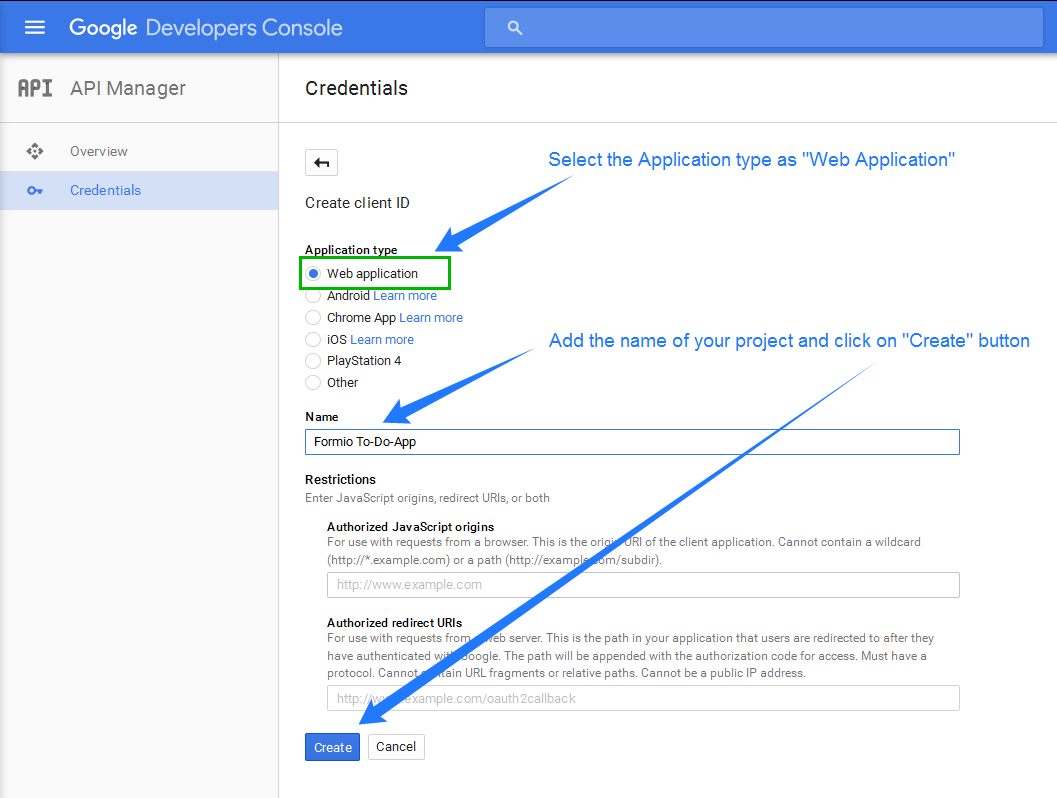 Google Developers Console
API API Manager
Credentials
Overview
Credentials
Select the Application type as "Web Application"
Create client ID
Application type
Web application
Android Learn more
Chrome App Learn more
iOS Learn more
PlayStation 4
Other
Add the name of your project and click on "Create" button
Name
Formio To-Do-App
Restrictions
Enter JavaScript origins, redirect URIs, or both
Authorized JavaScript origins
For use with requests from a browser. This is the origin URI of the client application. Cannot contain a wildcard
(http://*.example.com) or a path (http://example.com/subdir).
http://www.example.com
Authorized redirect URIs
For use with requests from a web server. This is the path in your application that users are redirected to after they
have authenticated with Google. The path will be appended with the authorization code for access. Must have a
protocol. Cannot contain URL fragments or relative paths. Cannot be a public IP address.
http://www.example.com/oauth2callback
Create Cancel